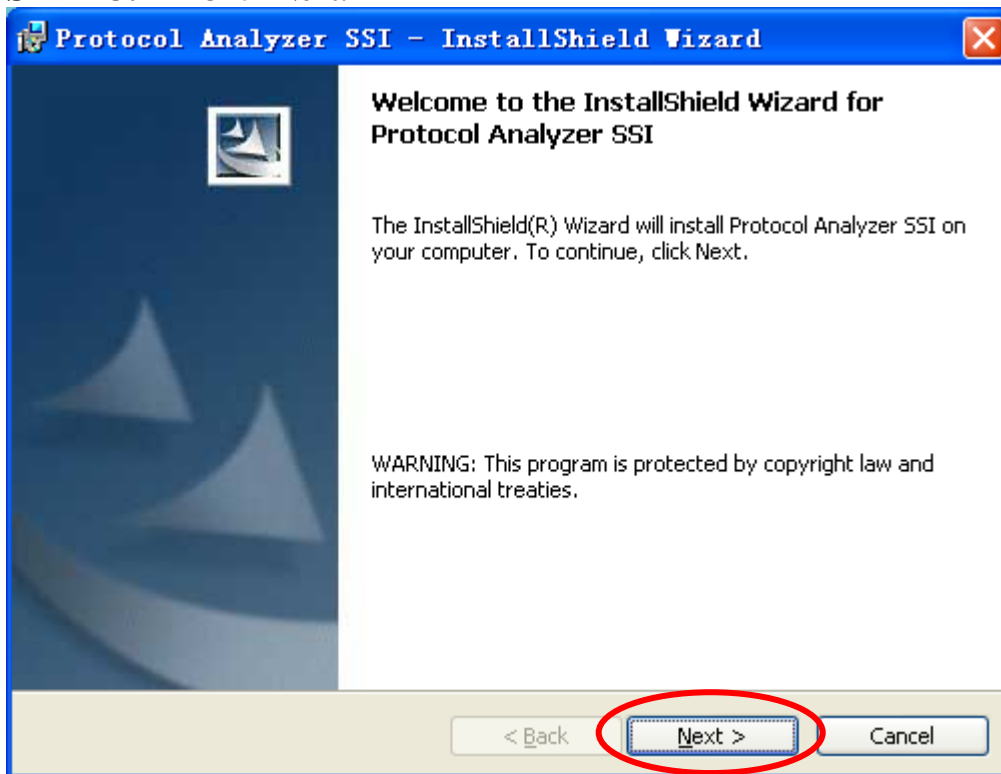 Protocol Analyzer SSI - InstallShield Wizard
Welcome to the InstallShield Wizard for
Protocol Analyzer SSI
The InstallShield(R) Wizard will install Protocol Analyzer SSI on
your computer. To continue, click Next.
WARNING: This program is protected by copyright law and
international treaties.
< Back Next > Cancel